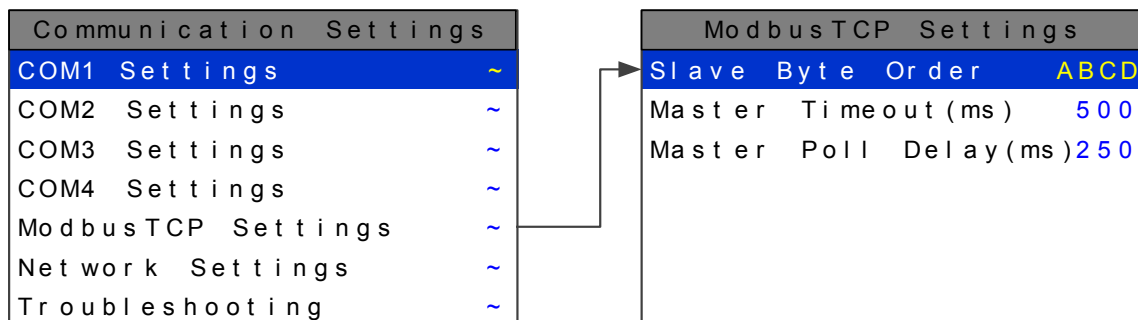 Communication Settings
COM1 Settings ~
COM2 Settings ~
COM3 Settings ~
COM4 Settings ~
ModbusTCP Settings ~
Network Settings ~
Troubleshooting ~
ModbusTCP Settings
Slave Byte Order ABCD
Master Timeout(ms) 500
Master Poll Delay(ms)250